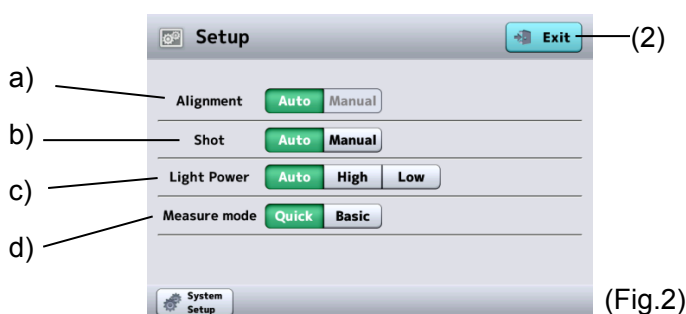 Setup
Exit
(2)
a)
Alignment Auto Manual
b)
Shot Auto Manual
c)
Light Power Auto High Low
d)
Measure mode Quick Basic
System
Setup
(Fig.2)